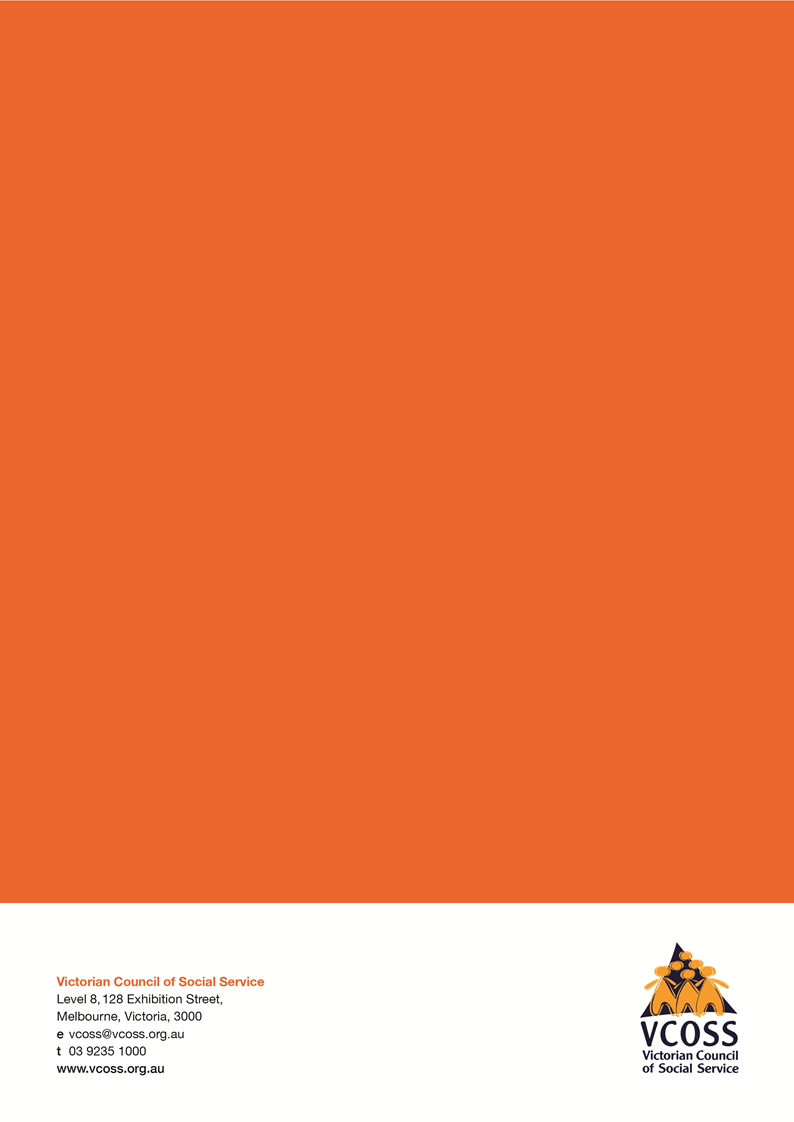 Victorian Council of Social Service
Level 8, 128 Exhibition Street,
Melbourne, Victoria, 3000
e vcoss@vcoss.org.au
t 03 9235 1000
www.vcoss.org.au
VCOSS
Victorian Council
of Social Service